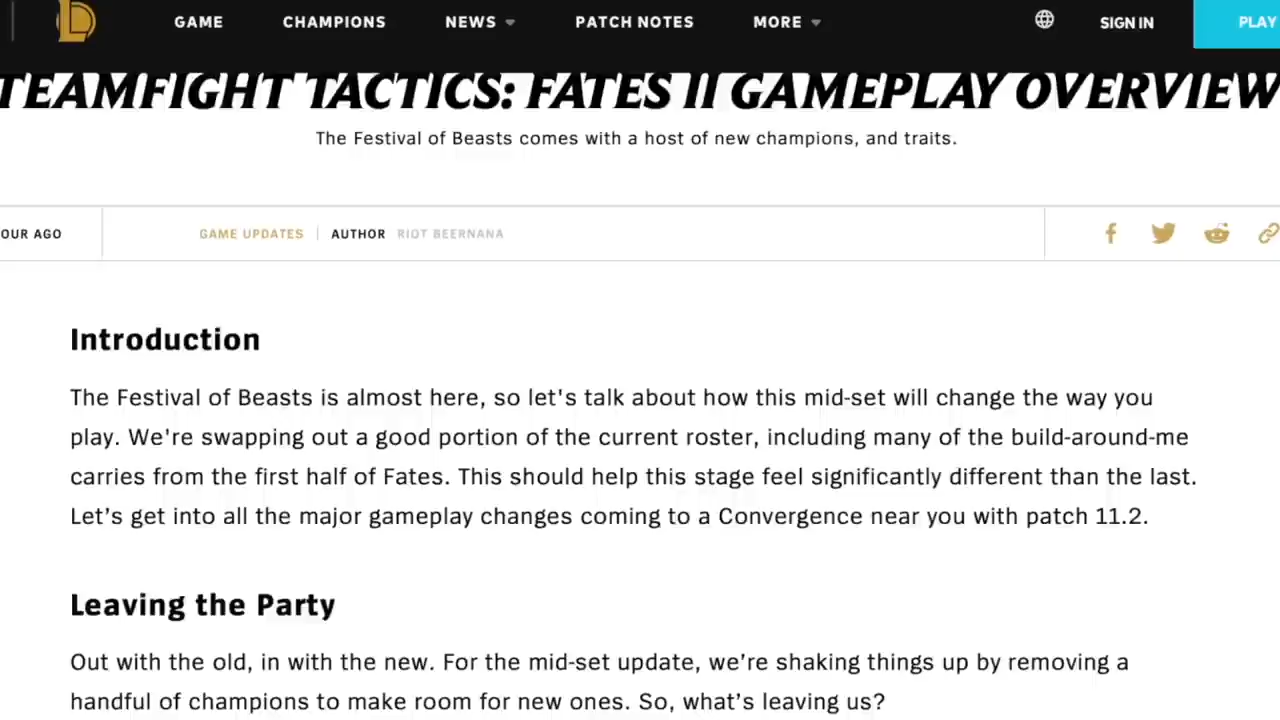 GAME CHAMPIONS NEWS PATCH NOTES MORE SIGN IN PLAY
TEAMFIGHT TACTICS: FATES II GAMEPLAY OVERVIEW
The Festival of Beasts comes with a host of new champions, and traits.
OUR AGO GAME UPDATES | AUTHOR RIOT BEERNANA
Introduction
The Festival of Beasts is almost here, so let's talk about how this mid-set will change the way you
play. We're swapping out a good portion of the current roster, including many of the build-around-me
carries from the first half of Fates. This should help this stage feel significantly different than the last.
Let’s get into all the major gameplay changes coming to a Convergence near you with patch 11.2.
Leaving the Party
Out with the old, in with the new. For the mid-set update, we’re shaking things up by removing a
handful of champions to make room for new ones. So, what’s leaving us?